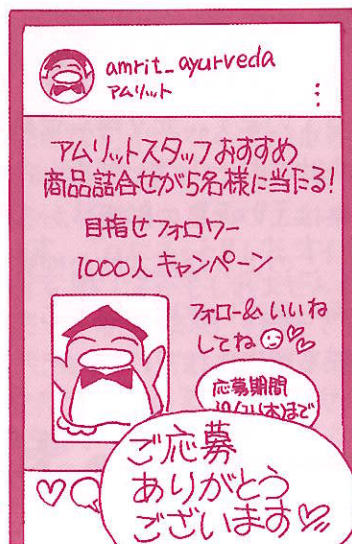 amrit_ayurveda
アムリット
アムリットスタッフおすすめ
商品詰合せが5名様に当たる!
目指せフォロワー
1000人キャンペーン
フォロー&いいね
してね
応募期間
(木)まで
ご応募
ありがとう
ございます